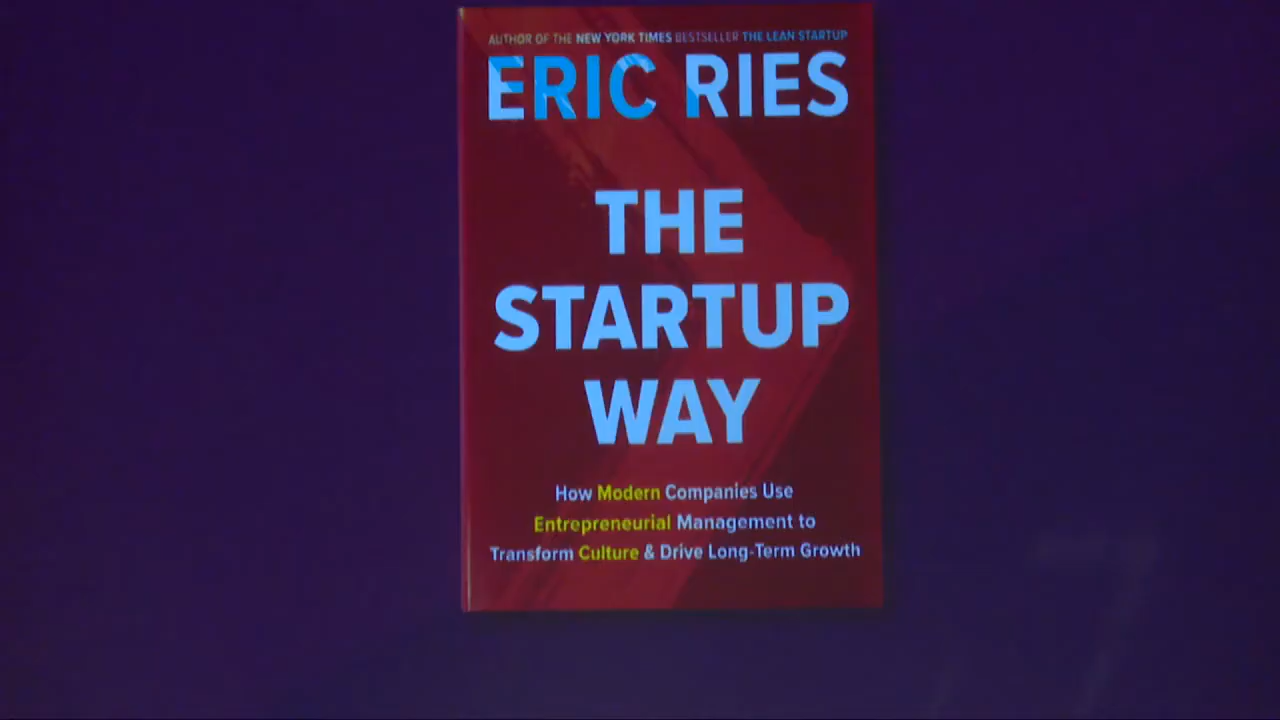 AUTHOR OF THE NEW YORK TIMES BESTSELLER THE LEAN STARTUP
ERIC RIES
THE
STARTUP
WAY
How Modern Companies Use
Entrepreneurial Management to
Transform Culture & Drive Long-Term Growth